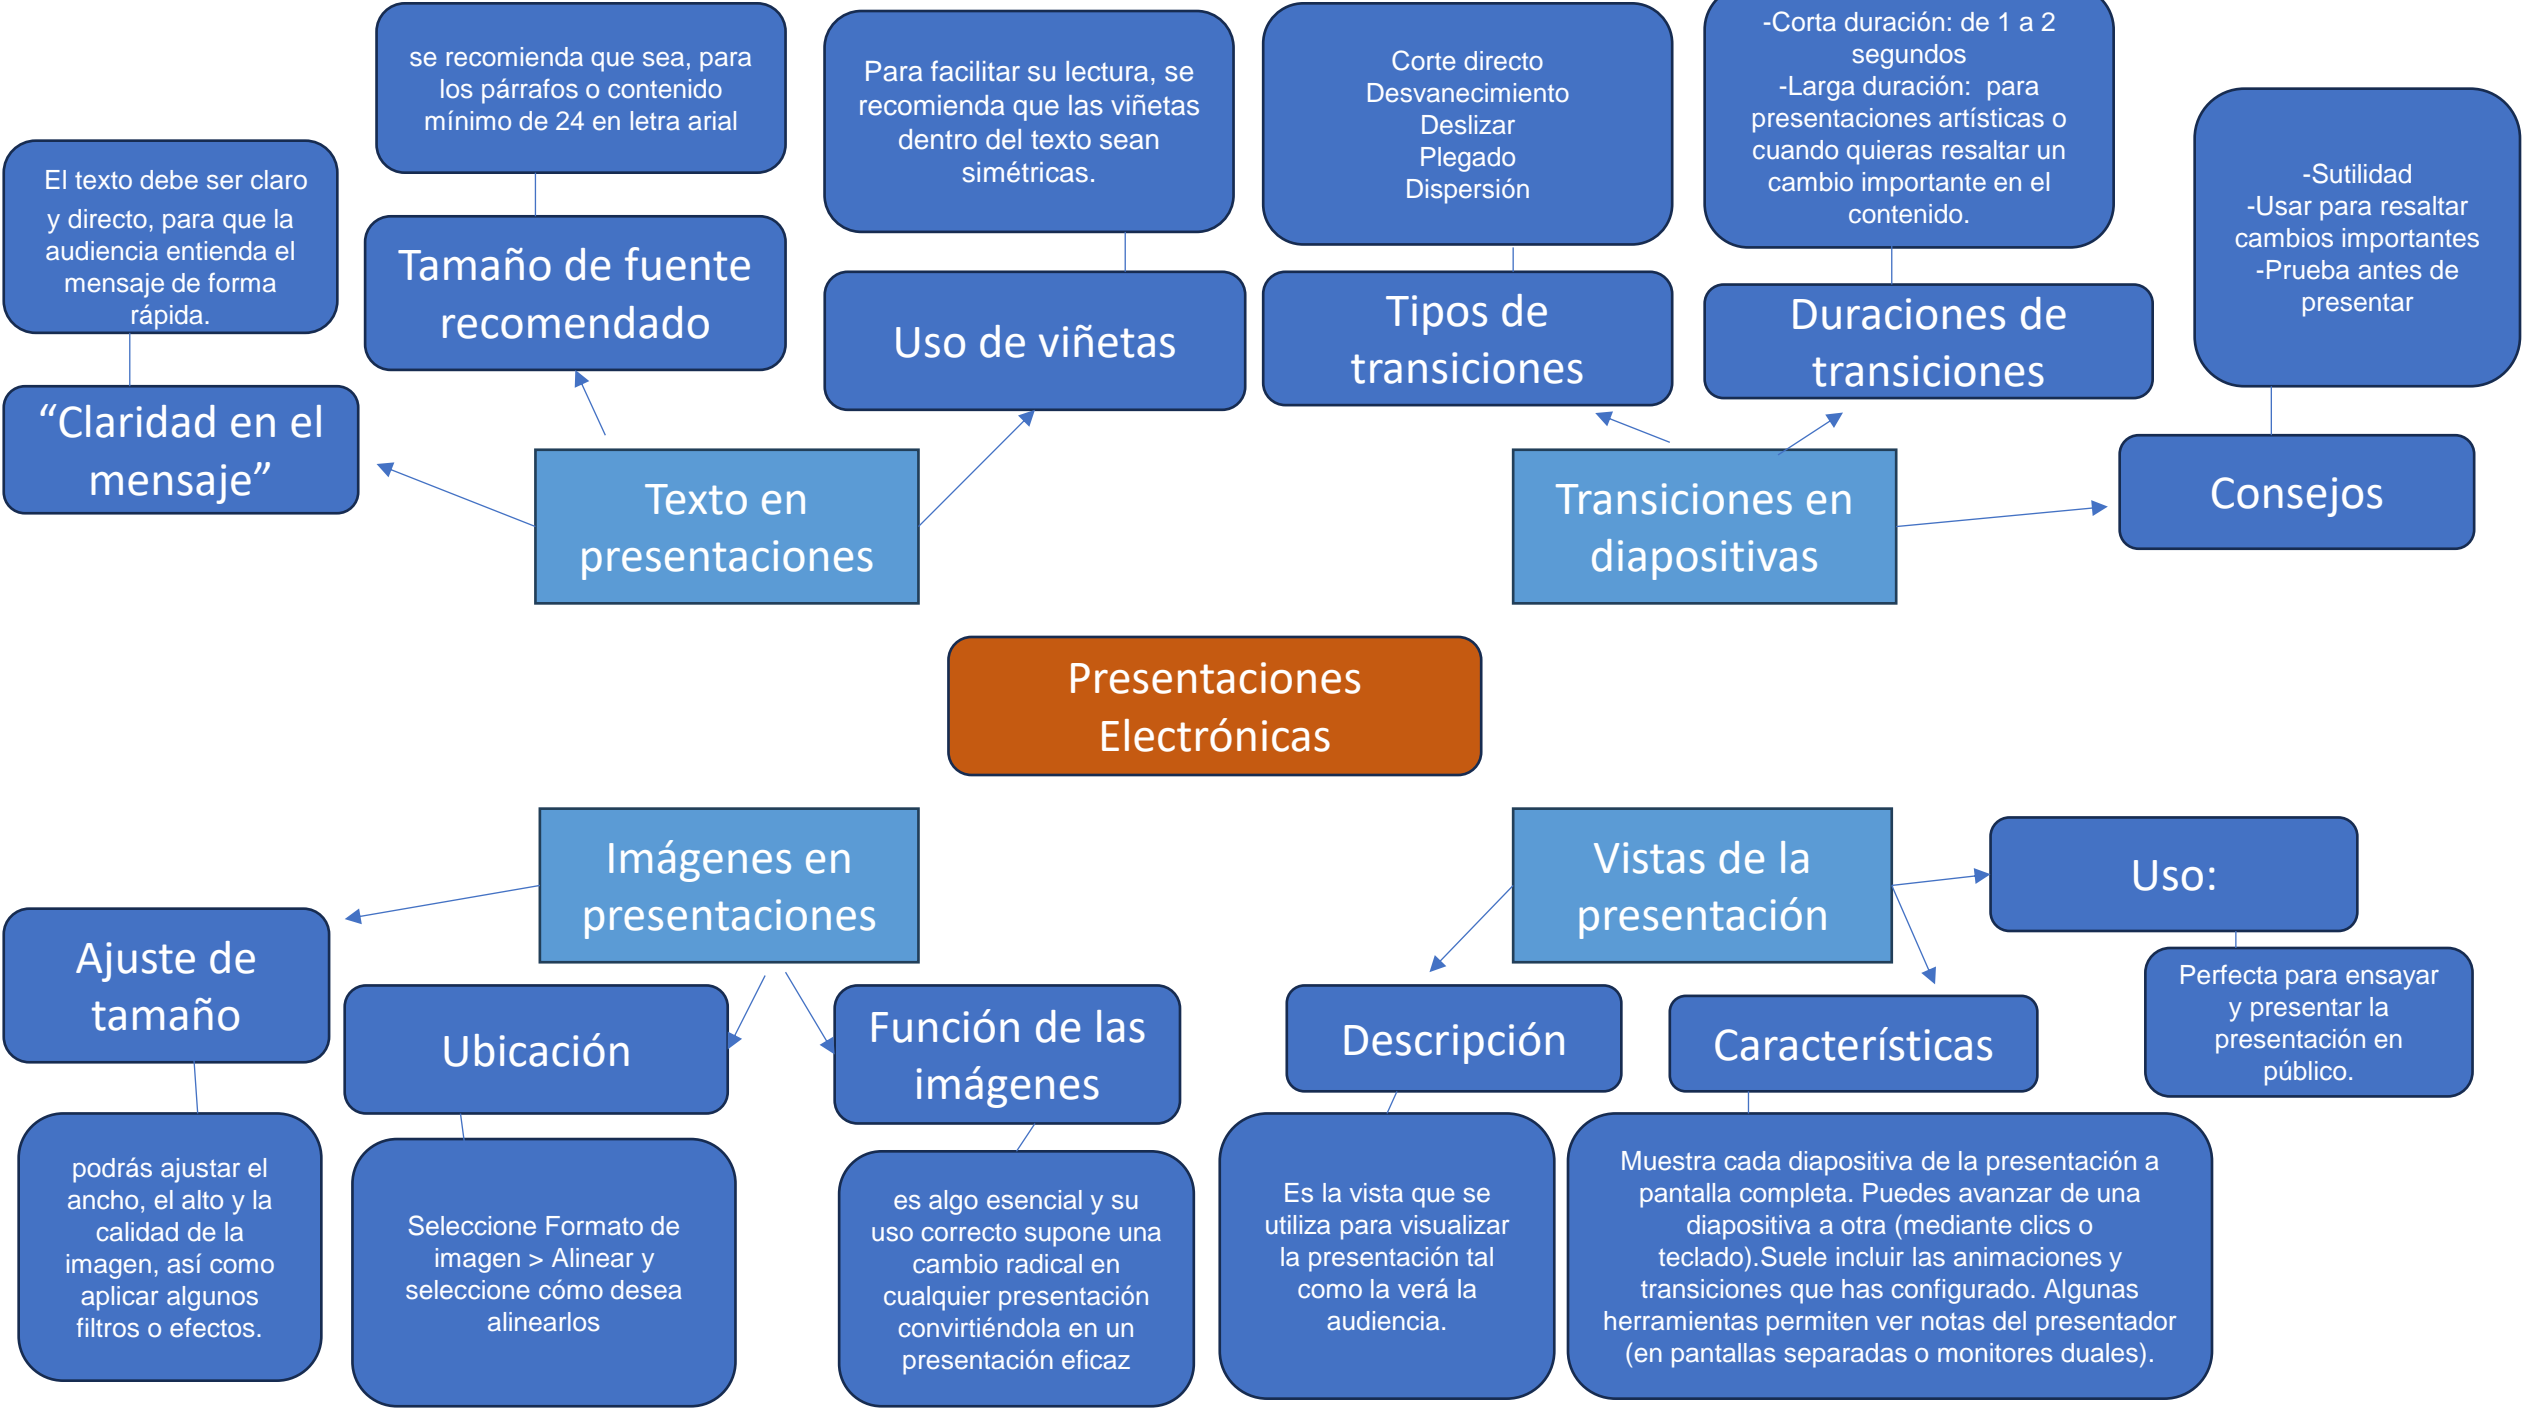 se recomienda que sea, para
los párrafos o contenido
mínimo de 24 en letra arial
Para facilitar su lectura, se
recomienda que las viñetas
dentro del texto sean
simétricas.
Corte directo
Desvanecimiento
Deslizar
Plegado
Dispersión
-Corta duración: de 1 a 2
segundos
-Larga duración:  para
presentaciones artísticas o
cuando quieras resaltar un
cambio importante en el
contenido.
-Sutilidad
-Usar para resaltar
cambios importantes
-Prueba antes de
presentar
El texto debe ser claro
y directo, para que la
audiencia entienda el
mensaje de forma
rápida.
Tamaño de fuente
recomendado
Uso de viñetas
Tipos de
transiciones
Duraciones de
transiciones
“Claridad en el
mensaje”
Texto en
presentaciones
Transiciones en
diapositivas
Consejos
Presentaciones
Electrónicas
Imágenes en
presentaciones
Vistas de la
presentación
Uso:
Ajuste de
tamaño
Ubicación
Función de las
imágenes
Descripción
Características
Perfecta para ensayar
y presentar la
presentación en
público.
podrás ajustar el
ancho, el alto y la
calidad de la
imagen, así como
aplicar algunos
filtros o efectos.
Seleccione Formato de
imagen > Alinear y
seleccione cómo desea
alinearlos
es algo esencial y su
uso correcto supone una
cambio radical en
cualquier presentación
convirtiéndola en un
presentación eficaz
Es la vista que se
utiliza para visualizar
la presentación tal
como la verá la
audiencia.
Muestra cada diapositiva de la presentación a
pantalla completa. Puedes avanzar de una
diapositiva a otra (mediante clics o
teclado).Suele incluir las animaciones y
transiciones que has configurado. Algunas
herramientas permiten ver notas del presentador
(en pantallas separadas o monitores duales).